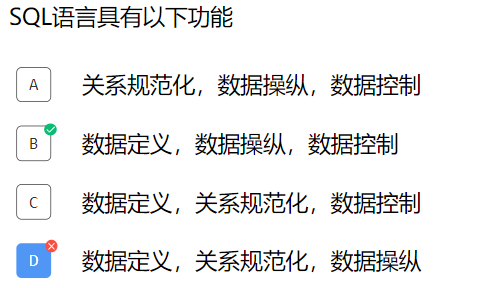 SQL语言具有以下功能
A 关系规范化，数据操纵，数据控制
B 数据定义，数据操纵，数据控制
C 数据定义，关系规范化，数据控制
D 数据定义，关系规范化，数据操纵